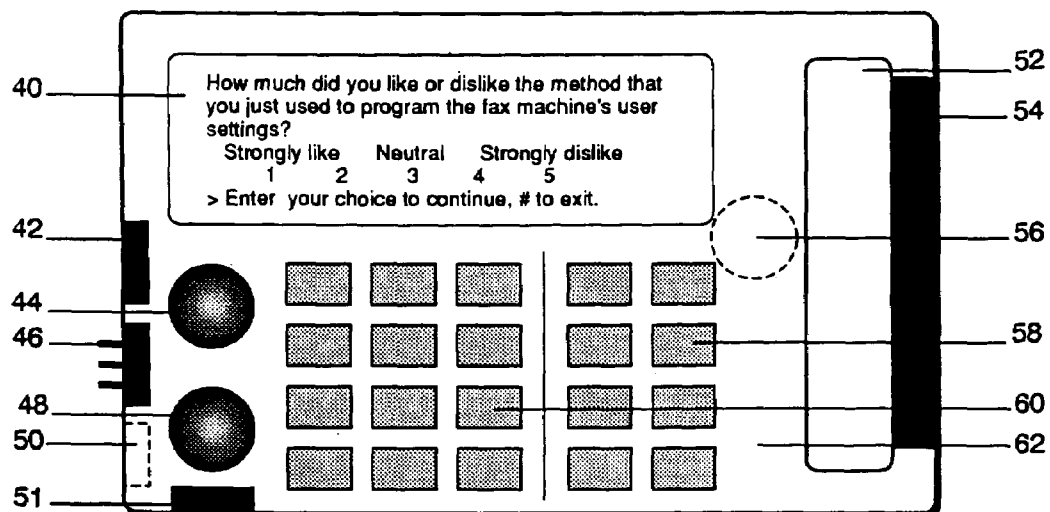 How much did you like or dislike the method that
you just used to program the fax machine's user
settings?
Strongly like Neutral Strongly dislike
1 2 3 4 5
> Enter your choice to continue, # to exit.
40
42
44
46
48
50
51
52
54
56
58
60
62